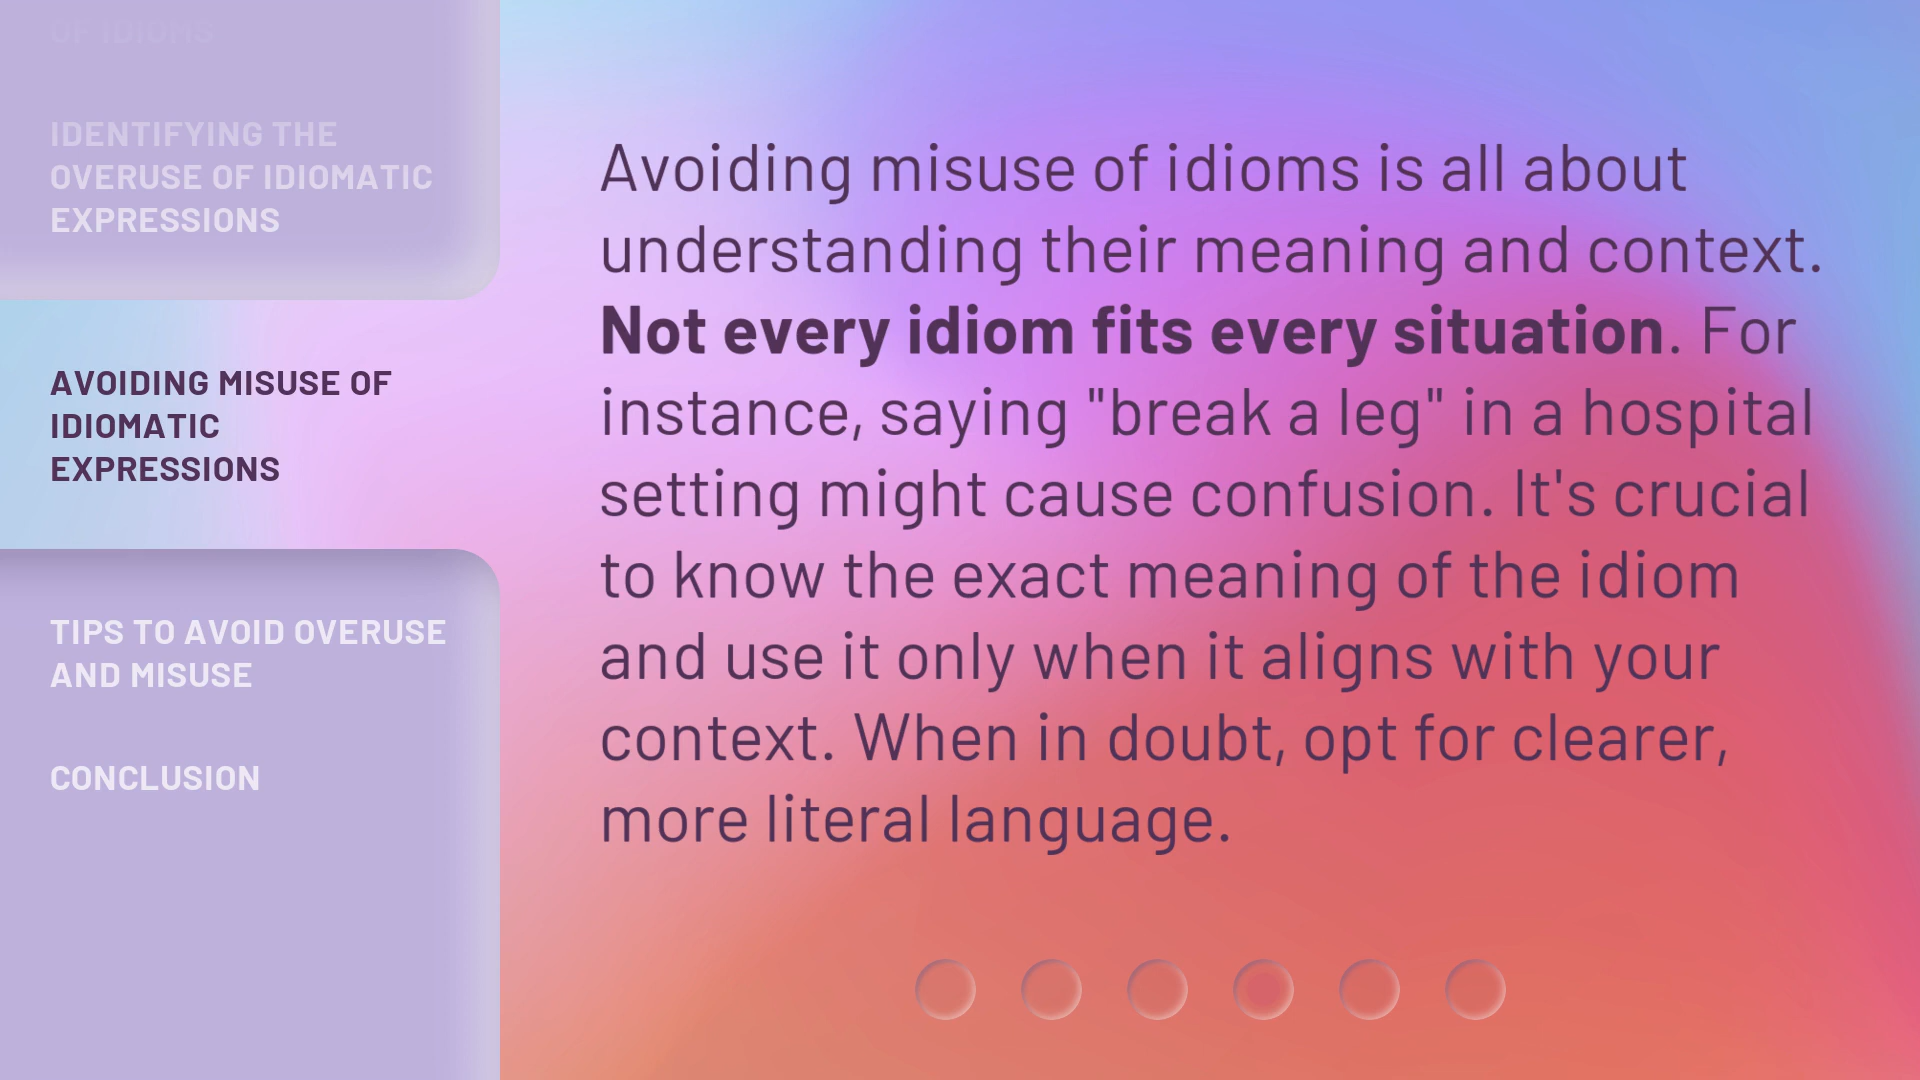 OF IDIOMS
IDENTIFYING THE
OVERUSE OF IDIOMATIC
EXPRESSIONS
AVOIDING MISUSE OF
IDIOMATIC
EXPRESSIONS
TIPS TO AVOID OVERUSE
AND MISUSE
CONCLUSION
Avoiding misuse of idioms is all about
understanding their meaning and context.
Not every idiom fits every situation. For
instance, saying "break a leg" in a hospital
setting might cause confusion. It's crucial
to know the exact meaning of the idiom
and use it only when it aligns with your
context. When in doubt, opt for clearer,
more literal language.